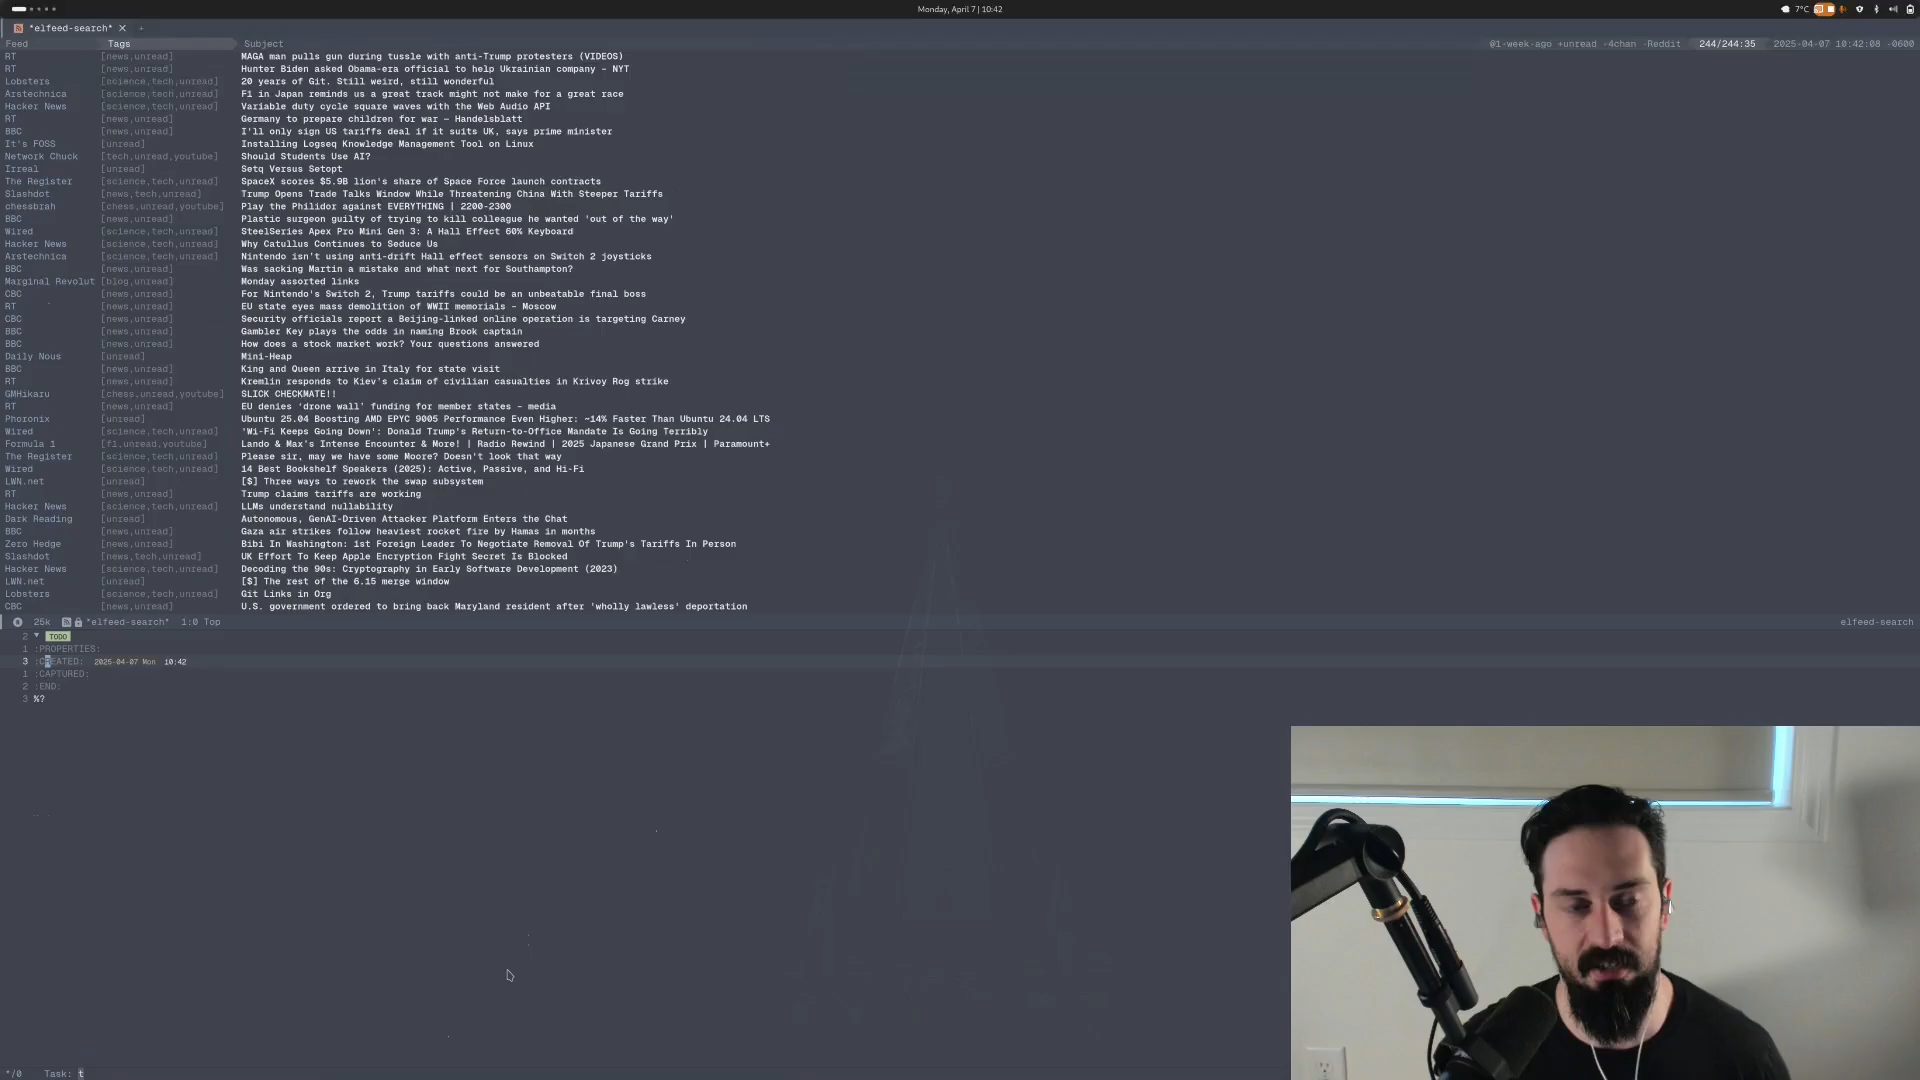 Monday, April 7 | 10:42
7°C
*elfeed-search*
Feed Tags Subject @1-week-ago +unread -4chan -Reddit 244/244:35 2025-04-07 10:42:08 -0600
RT [news,unread] MAGA man pulls gun during tussle with anti-Trump protesters (VIDEOS)
RT [news,unread] Hunter Biden asked Obama-era official to help Ukrainian company – NYT
Lobsters [science,tech,unread] 20 years of Git. Still weird, still wonderful
Arstechnica [science,tech,unread] F1 in Japan reminds us a great track might not make for a great race
Hacker News [science,tech,unread] Variable duty cycle square waves with the Web Audio API
RT [news,unread] Germany to prepare children for war – Handelsblatt
BBC [news,unread] I'll only sign US tariffs deal if it suits UK, says prime minister
It's FOSS [unread] Installing Logseq Knowledge Management Tool on Linux
Network Chuck [tech,unread,youtube] Should Students Use AI?
Irreal [unread] Setq Versus Setopt
The Register [science,tech,unread] SpaceX scores $5.9B lion's share of Space Force launch contracts
Slashdot [news,tech,unread] Trump Opens Trade Talks Window While Threatening China With Steeper Tariffs
chessbrah [chess,unread,youtube] Play the Philidor against EVERYTHING | 2200-2300
BBC [news,unread] Plastic surgeon guilty of trying to kill colleague he wanted 'out of the way'
Wired [science,tech,unread] SteelSeries Apex Pro Mini Gen 3: A Hall Effect 60% Keyboard
Hacker News [science,tech,unread] Why Catullus Continues to Seduce Us
Arstechnica [science,tech,unread] Nintendo isn't using anti-drift Hall effect sensors on Switch 2 joysticks
BBC [news,unread] Was sacking Martin a mistake and what next for Southampton?
Marginal Revolut [blog,unread] Monday assorted links
CBC [news,unread] For Nintendo's Switch 2, Trump tariffs could be an unbeatable final boss
RT [news,unread] EU state eyes mass demolition of WWII memorials – Moscow
CBC [news,unread] Security officials report a Beijing-linked online operation is targeting Carney
BBC [news,unread] Gambler Key plays the odds in naming Brook captain
BBC [news,unread] How does a stock market work? Your questions answered
Daily Nous [unread] Mini-Heap
BBC [news,unread] King and Queen arrive in Italy for state visit
RT [news,unread] Kremlin responds to Kiev's claim of civilian casualties in Krivoy Rog strike
GMHikaru [chess,unread,youtube] SLICK CHECKMATE!!
RT [news,unread] EU denies ‘drone wall’ funding for member states – media
Phoronix [unread] Ubuntu 25.04 Boosting AMD EPYC 9005 Performance Even Higher: ~14% Faster Than Ubuntu 24.04 LTS
Wired [science,tech,unread] 'Wi-Fi Keeps Going Down': Donald Trump's Return-to-Office Mandate Is Going Terribly
Formula 1 [f1,unread,youtube] Lando & Max's Intense Encounter & More! | Radio Rewind | 2025 Japanese Grand Prix | Paramount+
The Register [science,tech,unread] Please sir, may we have some Moore? Doesn't look that way
Wired [science,tech,unread] 14 Best Bookshelf Speakers (2025): Active, Passive, and Hi-Fi
LWN.net [unread] [$] Three ways to rework the swap subsystem
RT [news,unread] Trump claims tariffs are working
Hacker News [science,tech,unread] LLMs understand nullability
Dark Reading [unread] Autonomous, GenAI-Driven Attacker Platform Enters the Chat
BBC [news,unread] Gaza air strikes follow heaviest rocket fire by Hamas in months
Zero Hedge [news,unread] Bibi In Washington: 1st Foreign Leader To Negotiate Removal Of Trump's Tariffs In Person
Slashdot [news,tech,unread] UK Effort To Keep Apple Encryption Fight Secret Is Blocked
Hacker News [science,tech,unread] Decoding the 90s: Cryptography in Early Software Development (2023)
LWN.net [unread] [$] The rest of the 6.15 merge window
Lobsters [science,tech,unread] Git Links in Org
CBC [news,unread] U.S. government ordered to bring back Maryland resident after 'wholly lawless' deportation
25k *elfeed-search* 1:0 Top elfeed-search
2 TODO
1 :PROPERTIES:
3 :CREATED: 2025-04-07 Mon 10:42
1 :CAPTURED:
2 :END:
3 %?
*/0 Task: t